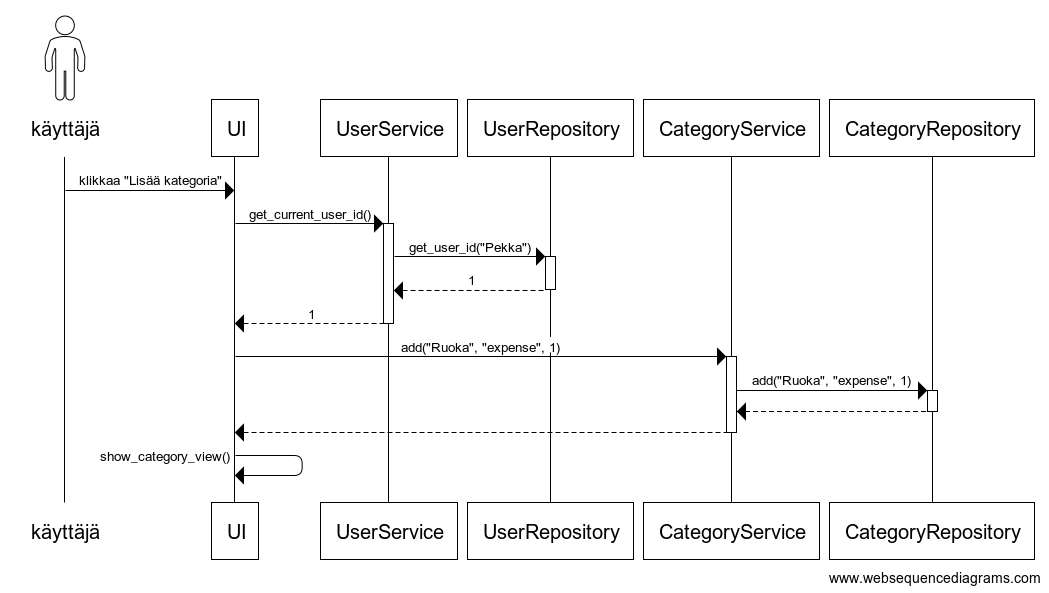 käyttäjä
UI
UserService
UserRepository
CategoryService
CategoryRepository
klikkaa "Lisää kategoria"
get_current_user_id()
get_user_id("Pekka")
1
1
add("Ruoka", "expense", 1)
add("Ruoka", "expense", 1)
show_category_view()
käyttäjä
UI
UserService
UserRepository
CategoryService
CategoryRepository
www.websequencediagrams.com